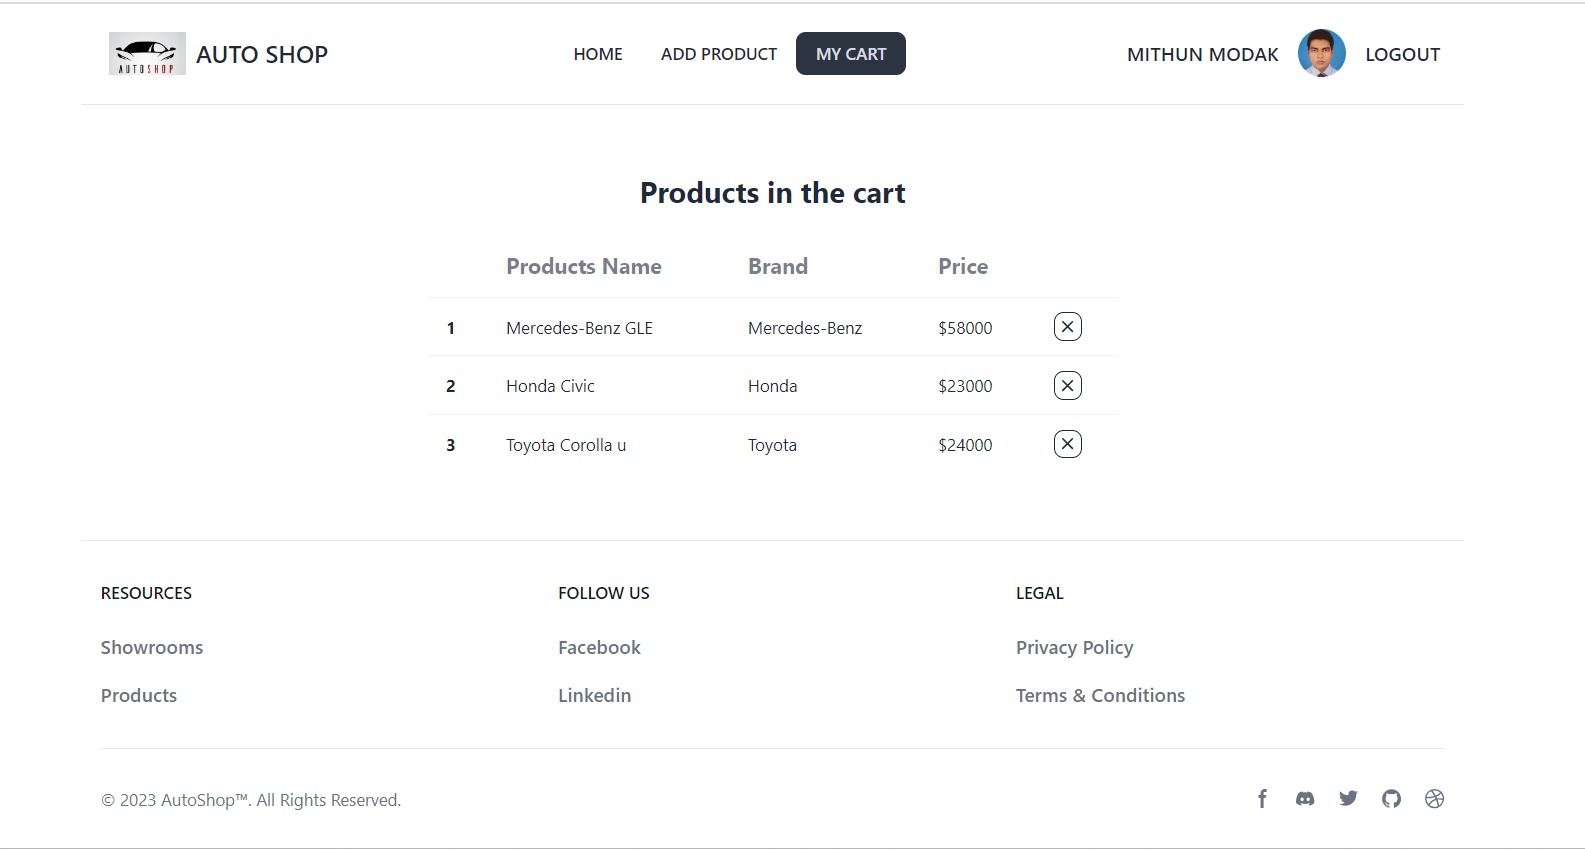 AUTOSHOP AUTO SHOP HOME ADD PRODUCT MY CART MITHUN MODAK LOGOUT
Products in the cart
Products Name Brand Price
1 Mercedes-Benz GLE Mercedes-Benz $58000
2 Honda Civic Honda $23000
3 Toyota Corolla u Toyota $24000
RESOURCES FOLLOW US LEGAL
Showrooms Facebook Privacy Policy
Products Linkedin Terms & Conditions
© 2023 AutoShop™. All Rights Reserved.